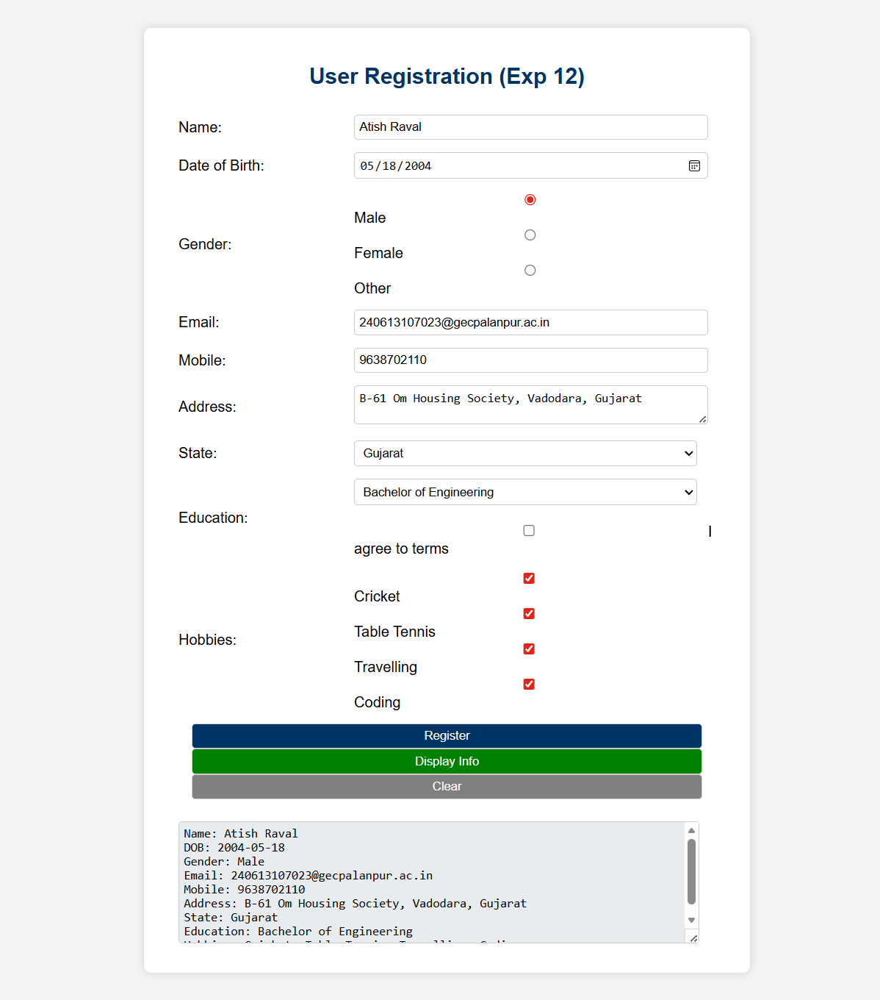 User Registration (Exp 12)
Name: Atish Raval
Date of Birth: 05/18/2004
Gender:
Male
Female
Other
Email: 240613107023@gecpalanpur.ac.in
Mobile: 9638702110
Address: B-61 Om Housing Society, Vadodara, Gujarat
State: Gujarat
Education: Bachelor of Engineering
I
agree to terms
Hobbies:
Cricket
Table Tennis
Travelling
Coding
Register
Display Info
Clear
Name: Atish Raval
DOB: 2004-05-18
Gender: Male
Email: 240613107023@gecpalanpur.ac.in
Mobile: 9638702110
Address: B-61 Om Housing Society, Vadodara, Gujarat
State: Gujarat
Education: Bachelor of Engineering